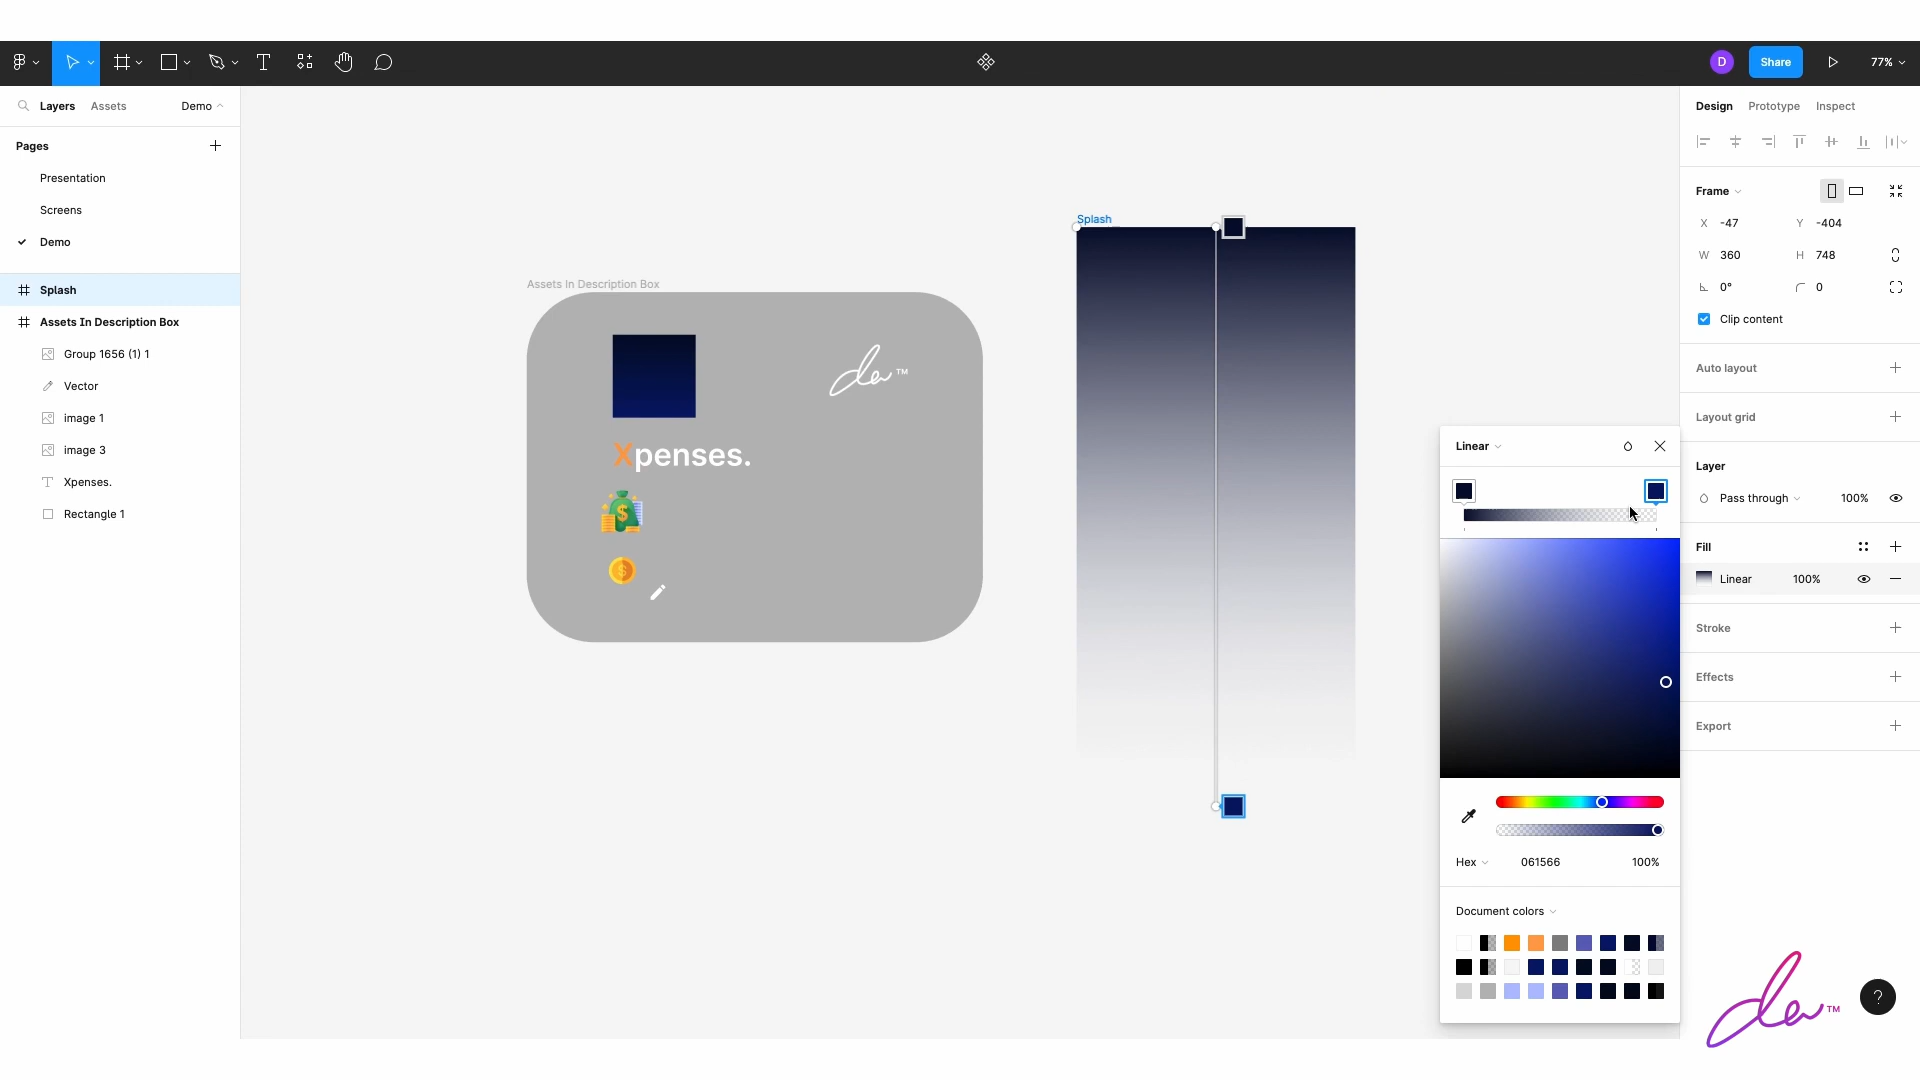 D
Share
77%
Layers
Assets
Demo
Design
Prototype
Inspect
Pages
Presentation
Screens
Demo
Splash
Assets In Description Box
Group 1656 (1) 1
Vector
image 1
image 3
Xpenses.
Rectangle 1
Assets In Description Box
de TM
Xpenses.
$
$
Splash
Linear
Hex
061566
100%
Document colors
Frame
X -47
Y -404
W 360
H 748
0°
0
Clip content
Auto layout
Layout grid
Layer
Pass through
100%
Fill
Linear
100%
Stroke
Effects
Export
TM
?